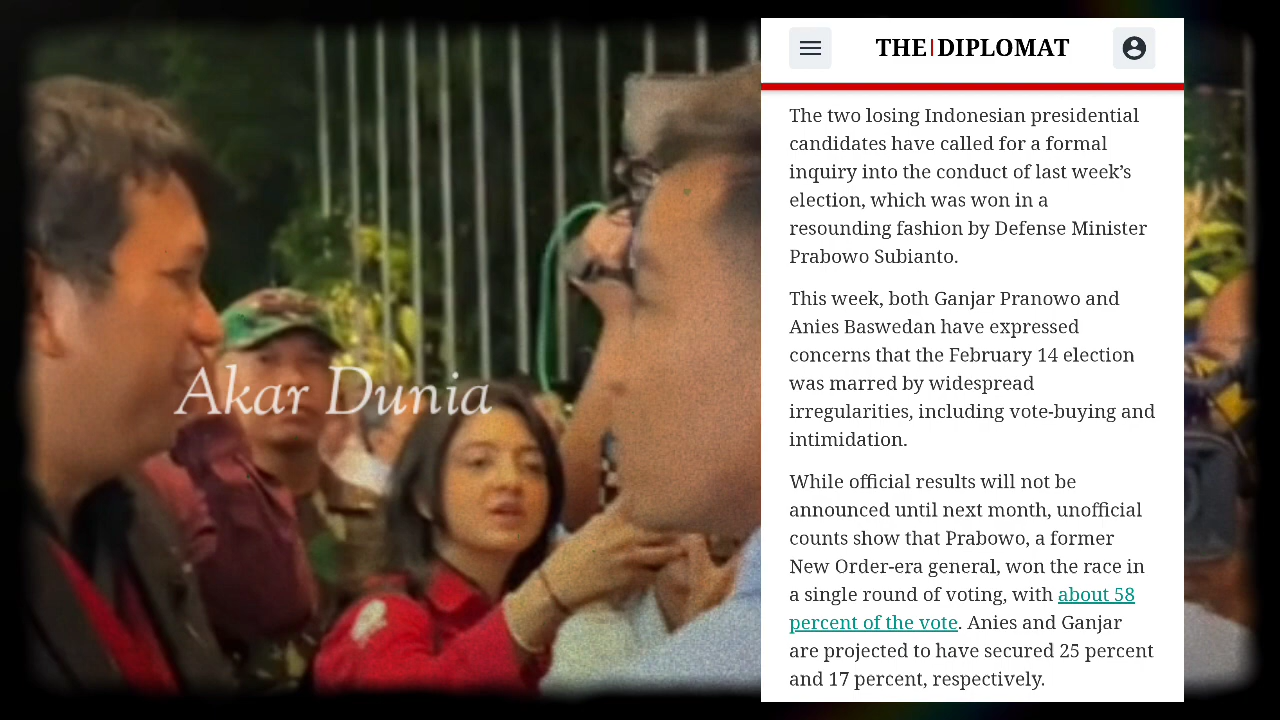 Akar Dunia
THE|DIPLOMAT
The two losing Indonesian presidential
candidates have called for a formal
inquiry into the conduct of last week’s
election, which was won in a
resounding fashion by Defense Minister
Prabowo Subianto.
This week, both Ganjar Pranowo and
Anies Baswedan have expressed
concerns that the February 14 election
was marred by widespread
irregularities, including vote-buying and
intimidation.
While official results will not be
announced until next month, unofficial
counts show that Prabowo, a former
New Order-era general, won the race in
a single round of voting, with about 58
percent of the vote. Anies and Ganjar
are projected to have secured 25 percent
and 17 percent, respectively.